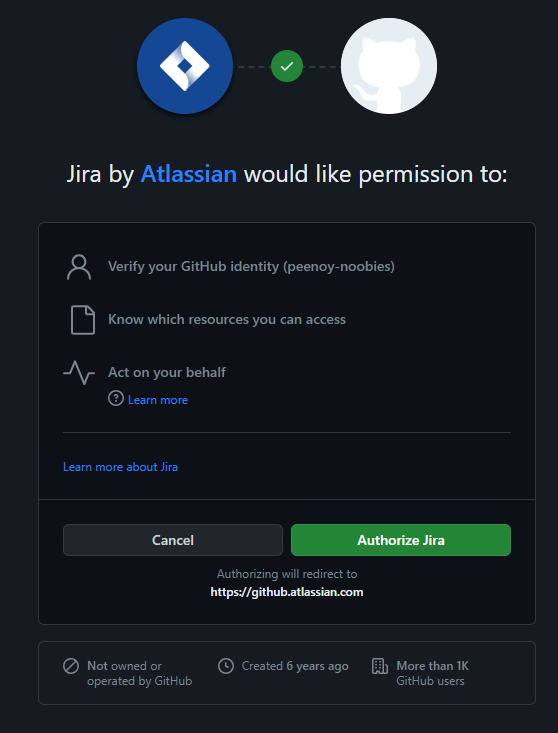 Jira by Atlassian would like permission to:
Verify your GitHub identity (peenoy-noobies)
Know which resources you can access
Act on your behalf
Learn more
Learn more about Jira
Cancel
Authorize Jira
Authorizing will redirect to
https://github.atlassian.com
Not owned or
operated by GitHub
Created 6 years ago
More than 1K
GitHub users